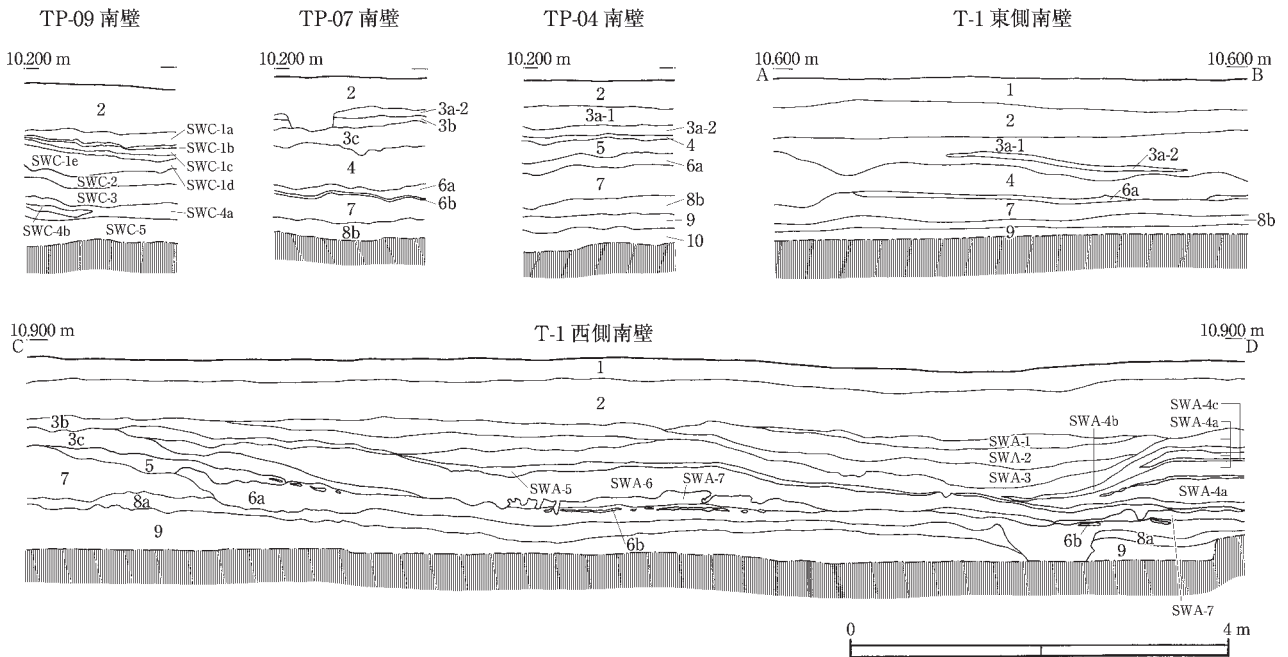 TP-09 南壁
10.200 m
2
SWC-1a
SWC-1b
SWC-1c
SWC-1e
SWC-1d
SWC-2
SWC-3
SWC-4a
SWC-4b
SWC-5
TP-07 南壁
10.200 m
2
3a-2
3b
3c
4
6a
6b
7
8b
TP-04 南壁
10.200 m
2
3a-1
3a-2
4
5
6a
7
8b
9
10
T-1 東側南壁
10.600 m
10.600 m
A
B
1
2
3a-1
3a-2
4
6a
7
8b
9
T-1 西側南壁
10.900 m
10.900 m
C
D
1
2
3b
3c
5
7
6a
8a
9
SWA-5
SWA-6
SWA-7
6b
SWA-1
SWA-2
SWA-3
SWA-4b
SWA-4c
SWA-4a
SWA-4a
6b
8a
9
SWA-7
0
4 m